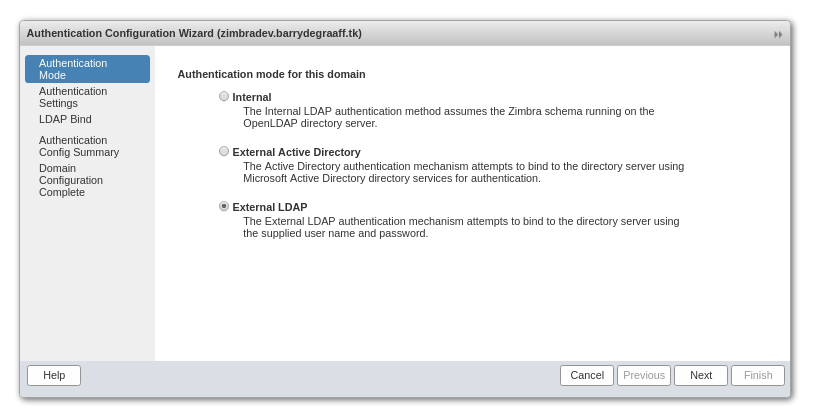 Authentication Configuration Wizard (zimbradev.barrydegraaff.tk)
Authentication
Mode
Authentication
Settings
LDAP Bind
Authentication
Config Summary
Domain
Configuration
Complete
Authentication mode for this domain
Internal
The Internal LDAP authentication method assumes the Zimbra schema running on the
OpenLDAP directory server.
External Active Directory
The Active Directory authentication mechanism attempts to bind to the directory server using
Microsoft Active Directory directory services for authentication.
External LDAP
The External LDAP authentication mechanism attempts to bind to the directory server using
the supplied user name and password.
Help Cancel Previous Next Finish